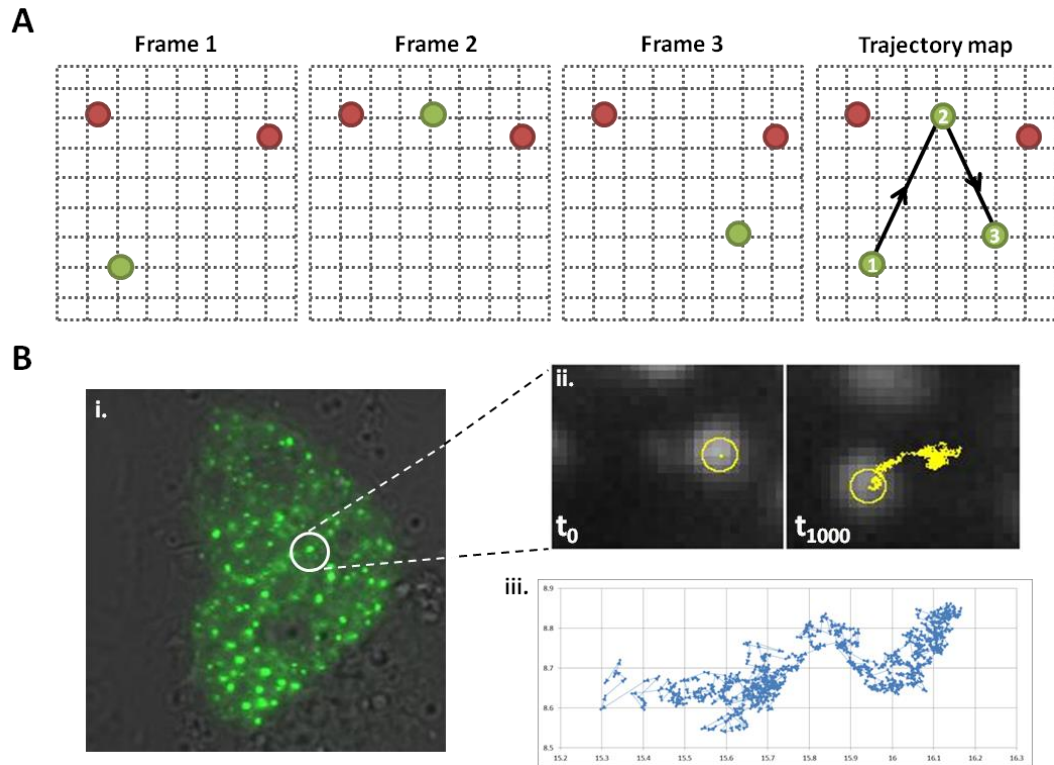 A
Frame 1 Frame 2 Frame 3 Trajectory map
2
3
1
B
i.
ii.
t0 t1000
iii.
8.9
8.8
8.7
8.6
8.5
15.2 15.3 15.4 15.5 15.6 15.7 15.8 15.9 16 16.1 16.2 16.3